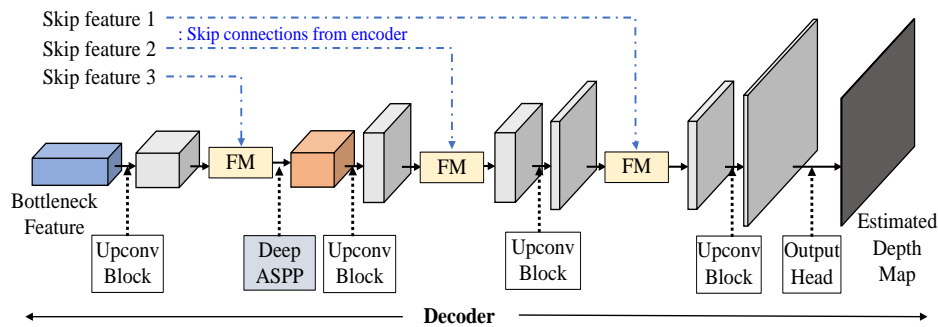 Skip feature 1
: Skip connections from encoder
Skip feature 2
Skip feature 3
FM
FM
FM
Bottleneck
Feature
Upconv
Block
Deep
ASPP
Upconv
Block
Upconv
Block
Upconv
Block
Output
Head
Estimated
Depth
Map
Decoder